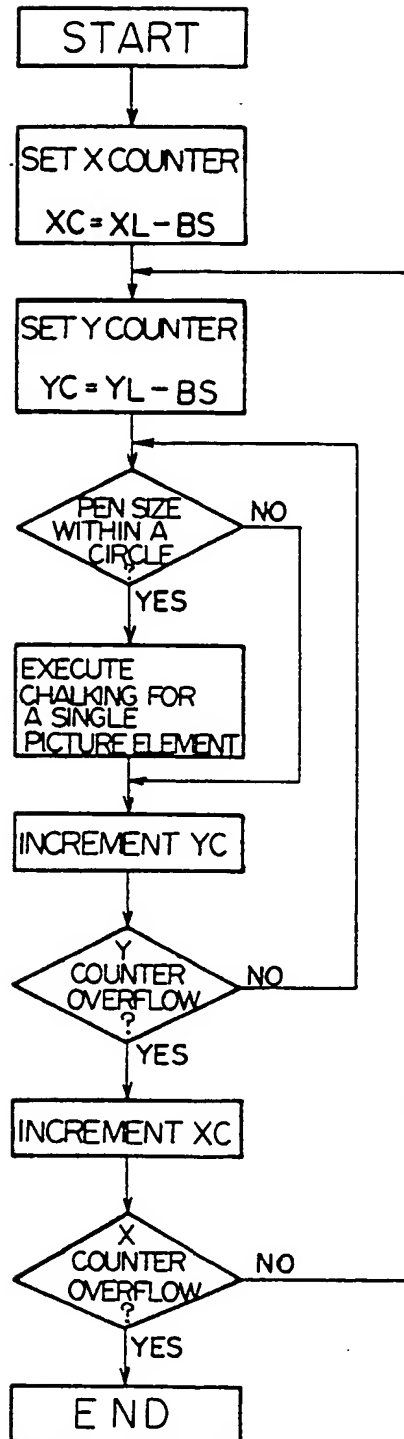 START
SET X COUNTER
XC = XL - BS
SET Y COUNTER
YC = YL - BS
PEN SIZE
WITHIN A
CIRCLE
?
NO
YES
EXECUTE
CHALKING FOR
A SINGLE
PICTURE ELEMENT
INCREMENT YC
Y
COUNTER
OVERFLOW
?
NO
YES
INCREMENT XC
X
COUNTER
OVERFLOW
?
NO
YES
END